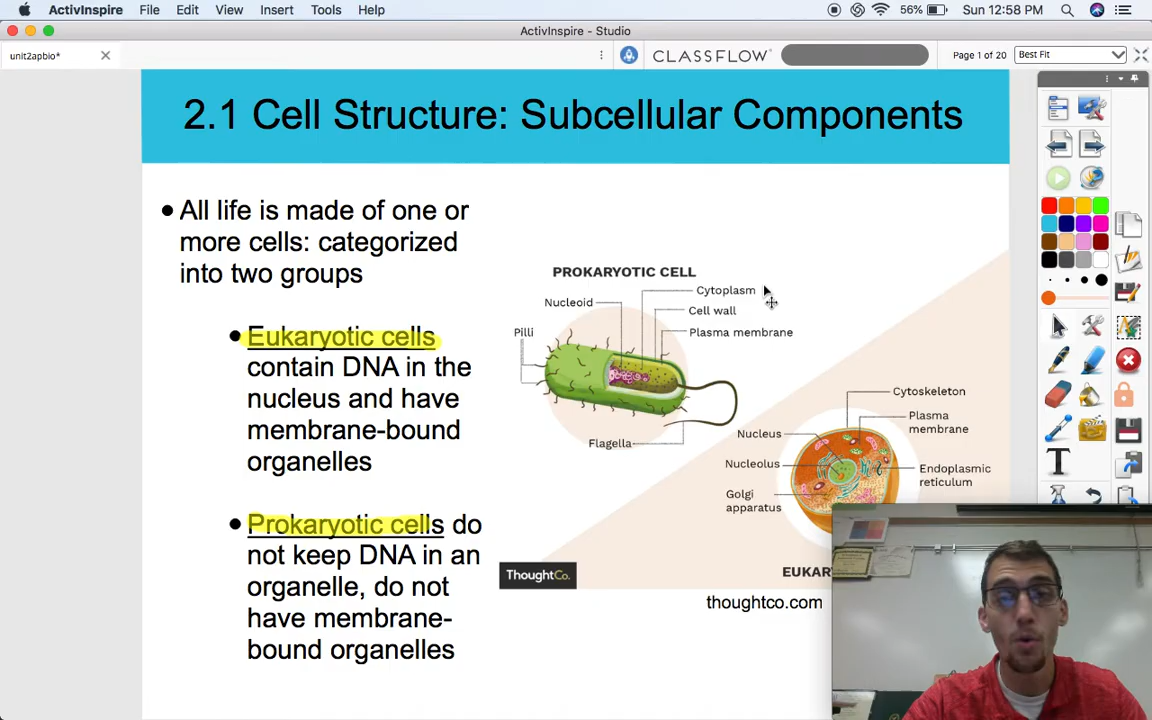 ActivInspire File Edit View Insert Tools Help 56% Sun 12:58 PM
ActivInspire - Studio
unit2apbio* CLASSFLOW Page 1 of 20 Best Fit
2.1 Cell Structure: Subcellular Components
• All life is made of one or
more cells: categorized
into two groups
• Eukaryotic cells
contain DNA in the
nucleus and have
membrane-bound
organelles
• Prokaryotic cells do
not keep DNA in an
organelle, do not
have membrane-
bound organelles
PROKARYOTIC CELL
Cytoplasm
Nucleoid
Cell wall
Pilli
Plasma membrane
Flagella
Cytoskeleton
Plasma
membrane
Nucleus
Nucleolus
Endoplasmic
reticulum
Golgi
apparatus
EUKAR
ThoughtCo.
thoughtco.com
T